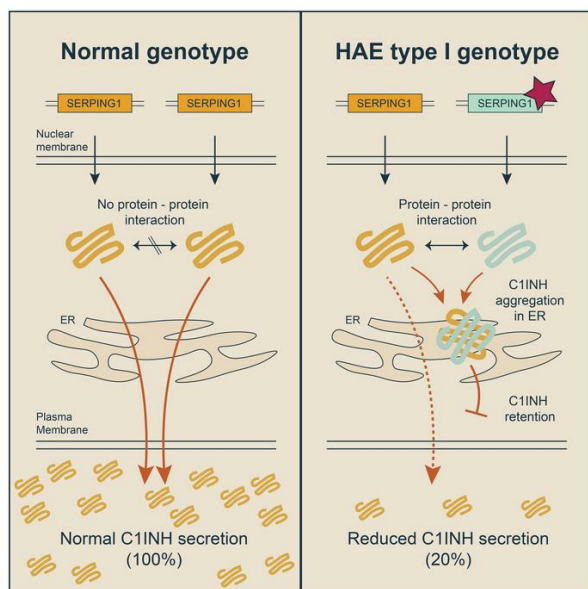 Normal genotype
SERPING1
SERPING1
Nuclear
membrane
No protein - protein
interaction
ER
Plasma
Membrane
Normal C1INH secretion
(100%)
HAE type I genotype
SERPING1
SERPING1
Protein - protein
interaction
C1INH
aggregation
in ER
C1INH
retention
Reduced C1INH secretion
(20%)